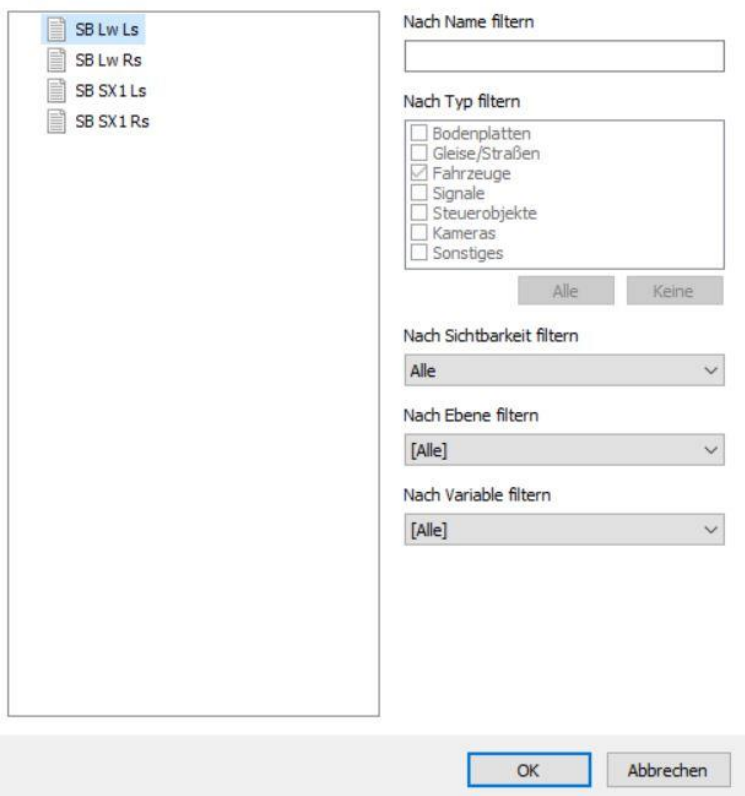 SB Lw Ls
SB Lw Rs
SB SX1 Ls
SB SX1 Rs
Nach Name filtern
Nach Typ filtern
Bodenplatten
Gleise/Straßen
Fahrzeuge
Signale
Steuerobjekte
Kameras
Sonstiges
Alle Keine
Nach Sichtbarkeit filtern
Alle
Nach Ebene filtern
[Alle]
Nach Variable filtern
[Alle]
OK Abbrechen